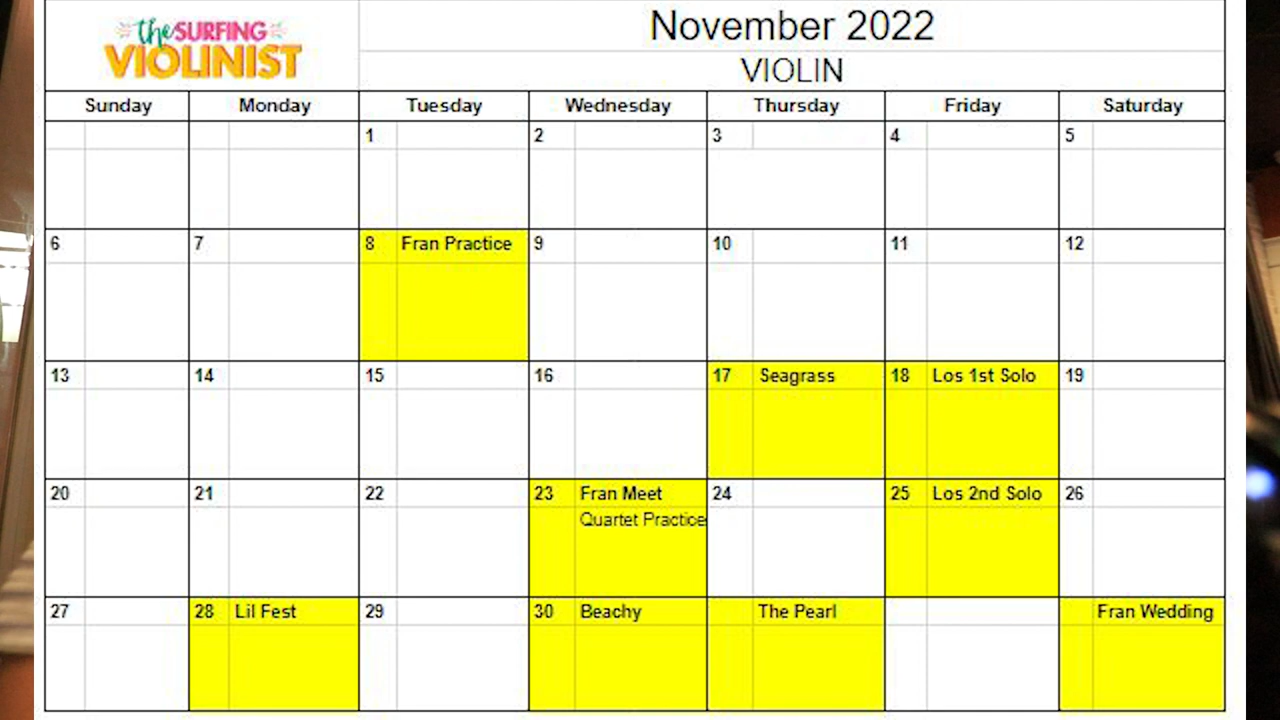 the SURFING
VIOLINIST
November 2022
VIOLIN
Sunday Monday Tuesday Wednesday Thursday Friday Saturday
1 2 3 4 5
6 7 8 Fran Practice 9 10 11 12
13 14 15 16 17 Seagrass 18 Los 1st Solo 19
20 21 22 23 Fran Meet 24 25 Los 2nd Solo 26
Quartet Practice
27 28 Lil Fest 29 30 Beachy The Pearl Fran Wedding